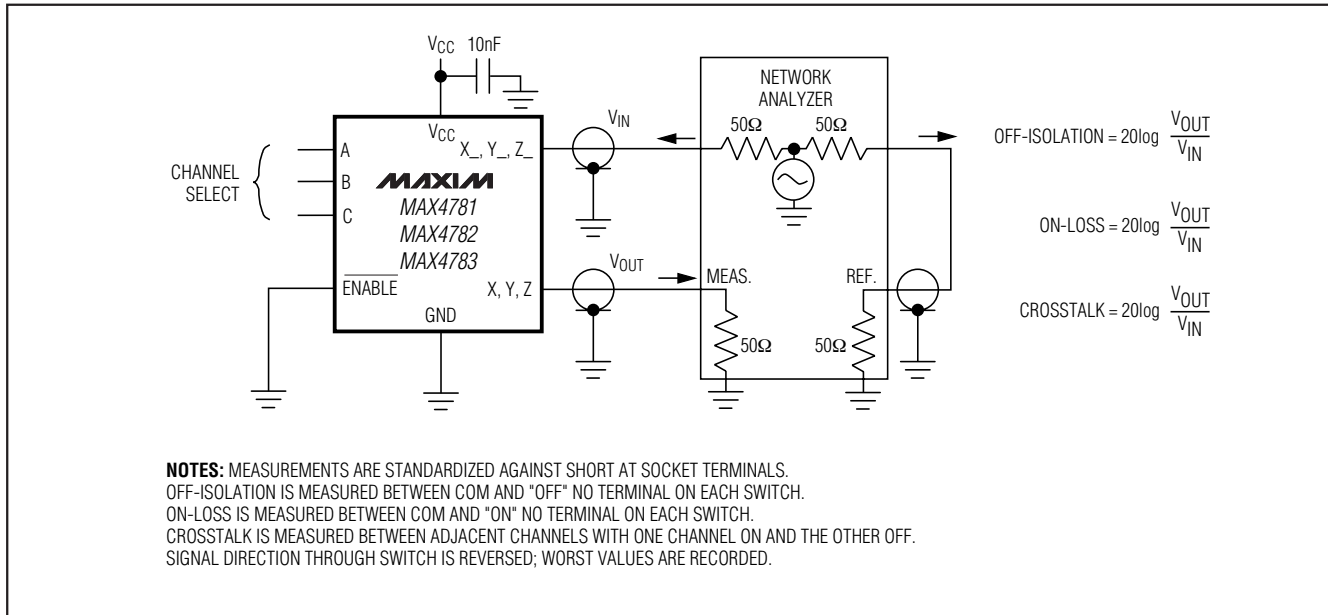 VCC 10nF
VCC
CHANNEL
SELECT
A
B
C
ENABLE
X_, Y_, Z_
MAXIM
MAX4781
MAX4782
MAX4783
X, Y, Z
GND
VIN
VOUT
NETWORK
ANALYZER
50Ω 50Ω
MEAS. REF.
50Ω 50Ω
OFF-ISOLATION = 20log VOUT
VIN
ON-LOSS = 20log VOUT
VIN
CROSSTALK = 20log VOUT
VIN
NOTES: MEASUREMENTS ARE STANDARDIZED AGAINST SHORT AT SOCKET TERMINALS.
OFF-ISOLATION IS MEASURED BETWEEN COM AND "OFF" NO TERMINAL ON EACH SWITCH.
ON-LOSS IS MEASURED BETWEEN COM AND "ON" NO TERMINAL ON EACH SWITCH.
CROSSTALK IS MEASURED BETWEEN ADJACENT CHANNELS WITH ONE CHANNEL ON AND THE OTHER OFF.
SIGNAL DIRECTION THROUGH SWITCH IS REVERSED; WORST VALUES ARE RECORDED.